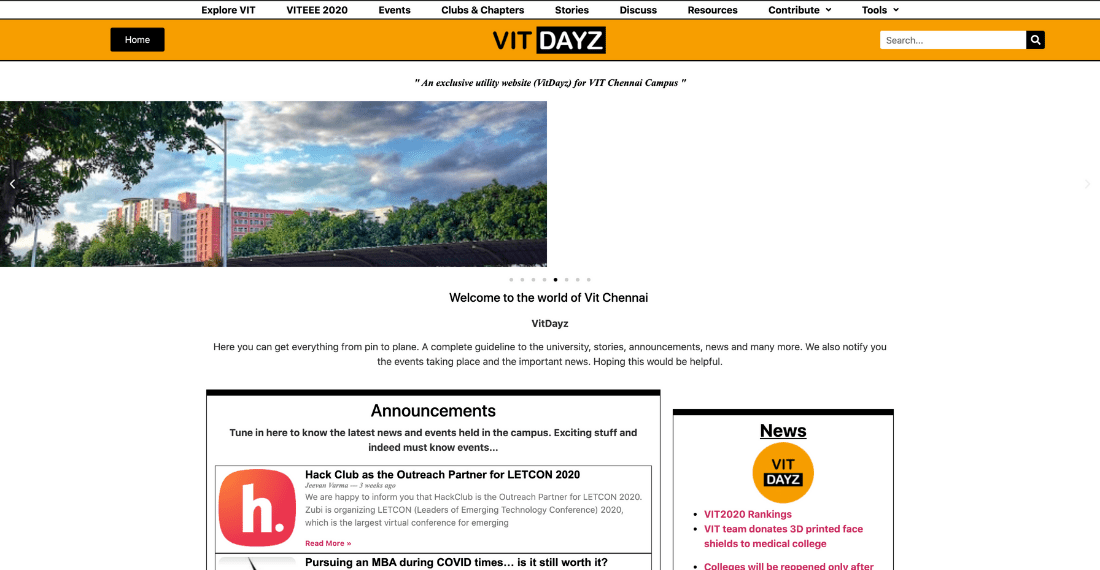 Explore VIT VITEEE 2020 Events Clubs & Chapters Stories Discuss Resources Contribute Tools
Home
VIT DAYZ
Search...
" An exclusive utility website (VitDayz) for VIT Chennai Campus "
Welcome to the world of Vit Chennai
VitDayz
Here you can get everything from pin to plane. A complete guideline to the university, stories, announcements, news and many more. We also notify you
the events taking place and the important news. Hoping this would be helpful.
Announcements
Tune in here to know the latest news and events held in the campus. Exciting stuff and
indeed must know events...
h.
Hack Club as the Outreach Partner for LETCON 2020
Jeevan Varma — 3 weeks ago
We are happy to inform you that HackClub is the Outreach Partner for LETCON 2020.
Zubi is organizing LETCON (Leaders of Emerging Technology Conference) 2020,
which is the largest virtual conference for emerging
Read More »
Pursuing an MBA during COVID times... is it still worth it?
News
VIT
DAYZ
VIT2020 Rankings
VIT team donates 3D printed face
shields to medical college
Colleges will be reopened only after